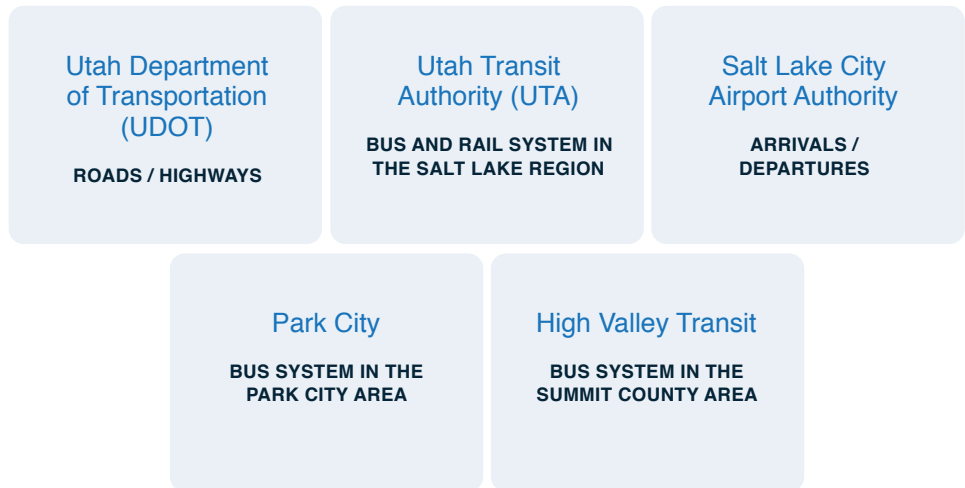 Utah Department
of Transportation
(UDOT)
ROADS / HIGHWAYS
Utah Transit
Authority (UTA)
BUS AND RAIL SYSTEM IN
THE SALT LAKE REGION
Salt Lake City
Airport Authority
ARRIVALS /
DEPARTURES
Park City
BUS SYSTEM IN THE
PARK CITY AREA
High Valley Transit
BUS SYSTEM IN THE
SUMMIT COUNTY AREA